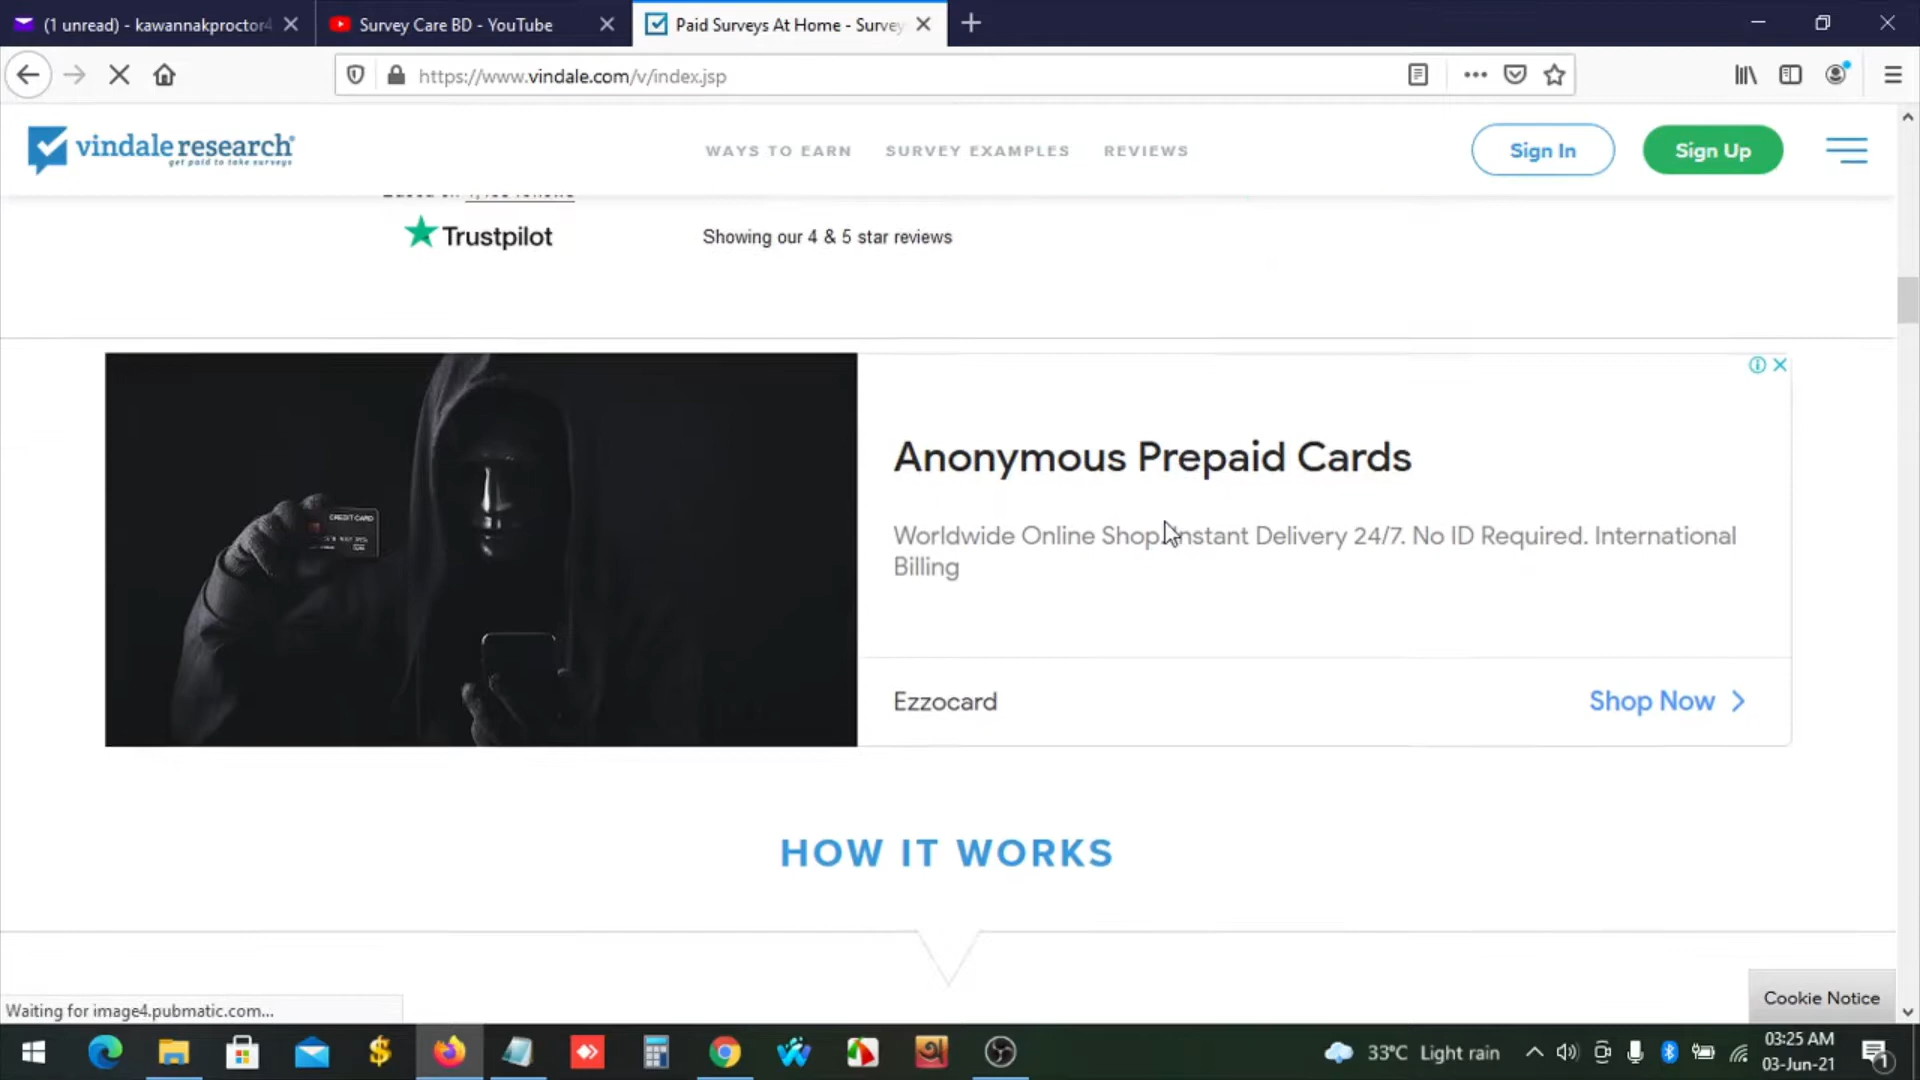 (1 unread) - kawannakproctor4
Survey Care BD - YouTube
Paid Surveys At Home - Survey
https://www.vindale.com/v/index.jsp
vindale research®
get paid to take surveys
WAYS TO EARN
SURVEY EXAMPLES
REVIEWS
Sign In
Sign Up
Trustpilot
Showing our 4 & 5 star reviews
CREDIT CARD
Anonymous Prepaid Cards
Worldwide Online Shop. Instant Delivery 24/7. No ID Required. International
Billing
Ezzocard
Shop Now
HOW IT WORKS
Cookie Notice
Waiting for image4.pubmatic.com...
33°C Light rain
03:25 AM
03-Jun-21
1